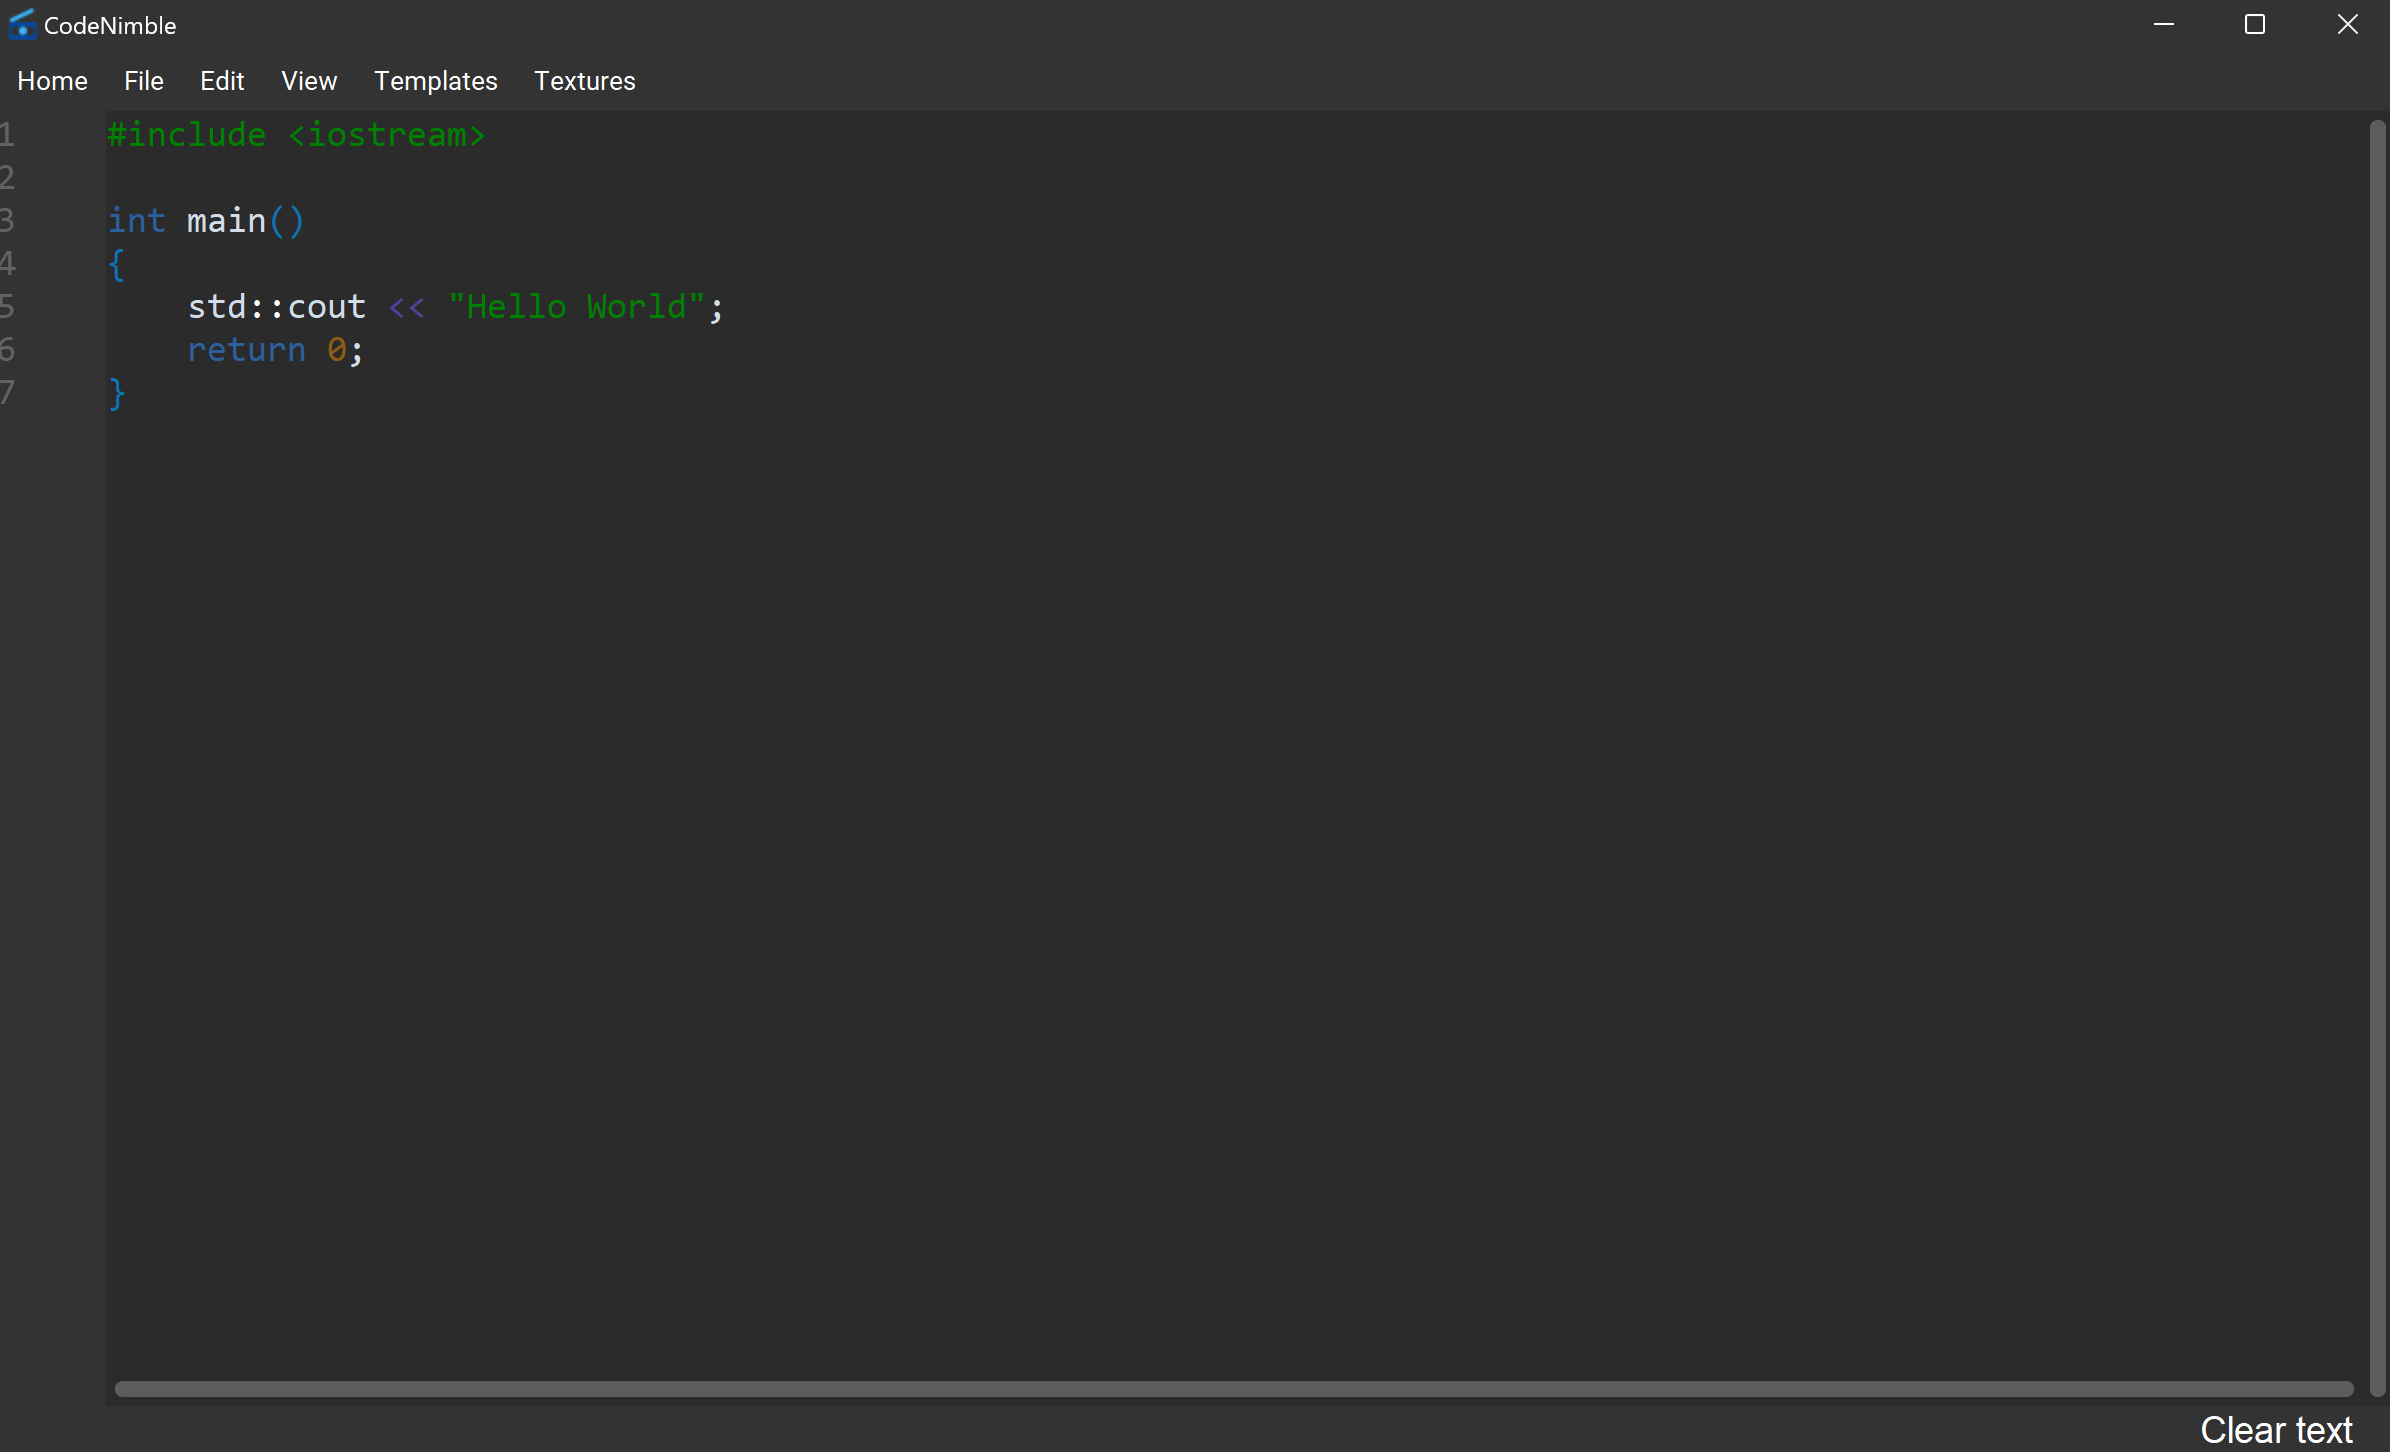 CodeNimble
Home File Edit View Templates Textures
1 #include <iostream>
2
3 int main()
4 {
5     std::cout << "Hello World";
6     return 0;
7 }
Clear text